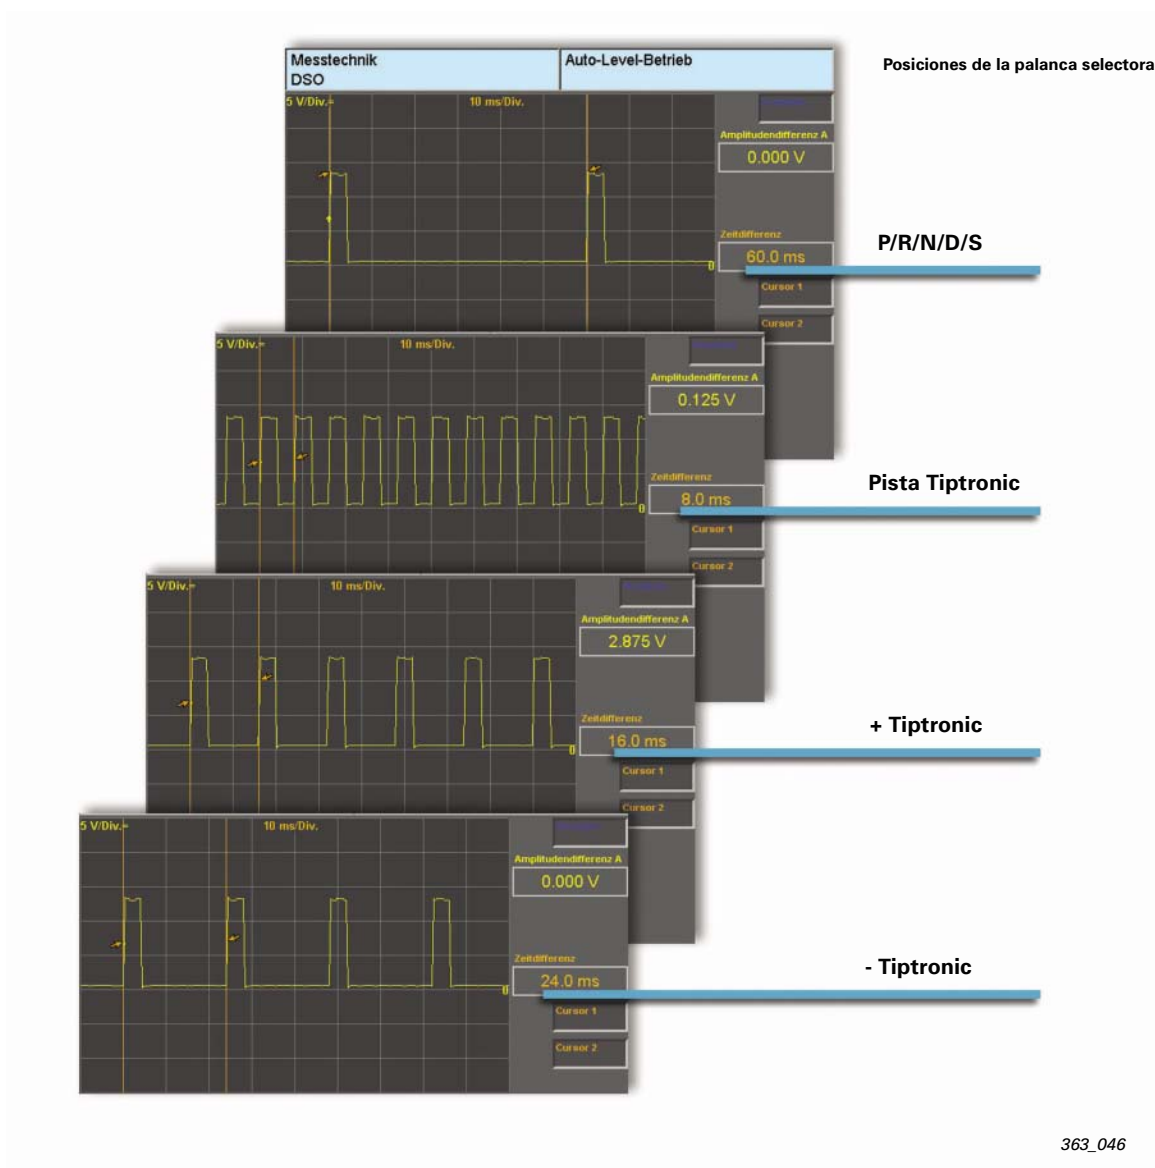 Messtechnik
DSO
Auto-Level-Betrieb
Posiciones de la palanca selectora
5 V/Div.=
10 ms/Div.
Amplitudendifferenz A
0.000 V
Zeitdifferenz
60.0 ms
0
Cursor 1
Cursor 2
P/R/N/D/S
5 V/Div.=
10 ms/Div.
Amplitudendifferenz A
0.125 V
Zeitdifferenz
8.0 ms
0
Cursor 1
Cursor 2
Pista Tiptronic
5 V/Div.=
10 ms/Div.
Amplitudendifferenz A
2.875 V
Zeitdifferenz
16.0 ms
0
Cursor 1
Cursor 2
+ Tiptronic
5 V/Div.=
10 ms/Div.
Amplitudendifferenz A
0.000 V
Zeitdifferenz
24.0 ms
0
Cursor 1
Cursor 2
- Tiptronic
363_046